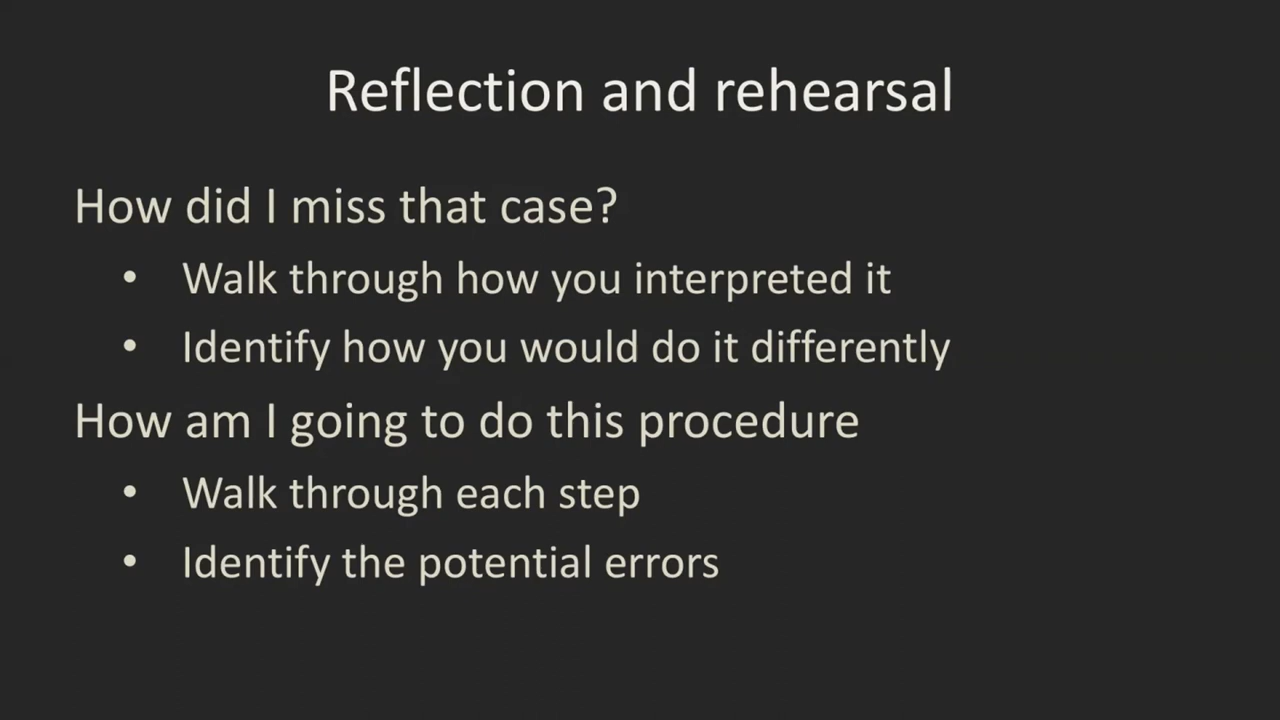 Reflection and rehearsal
How did I miss that case?
• Walk through how you interpreted it
• Identify how you would do it differently
How am I going to do this procedure
• Walk through each step
• Identify the potential errors